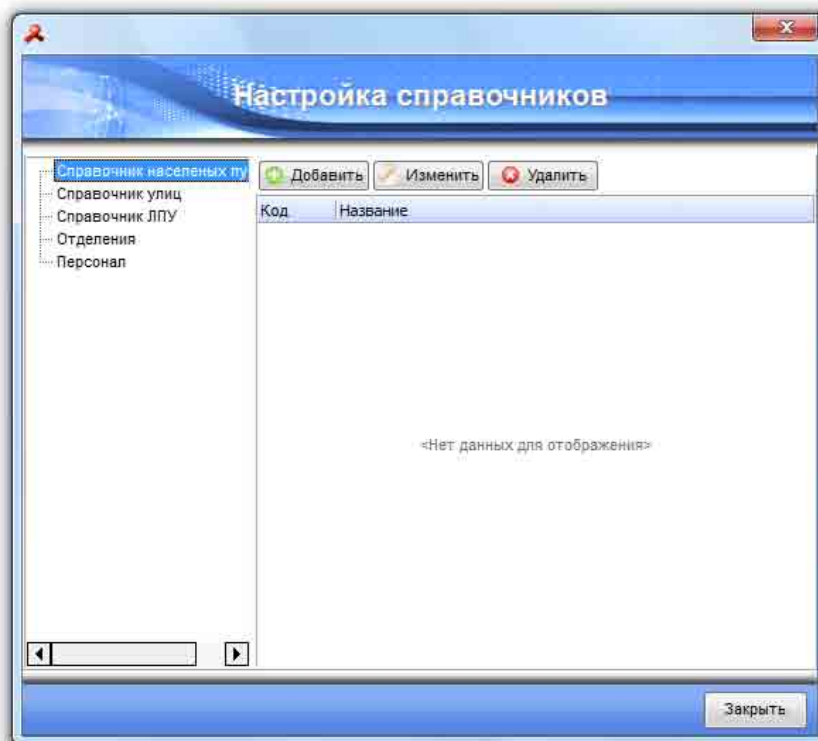 Настройка справочников
Справочник населеных пу
Справочник улиц
Справочник ЛПУ
Отделения
Персонал
Добавить Изменить Удалить
Код Название
<Нет данных для отображения>
Закрыть